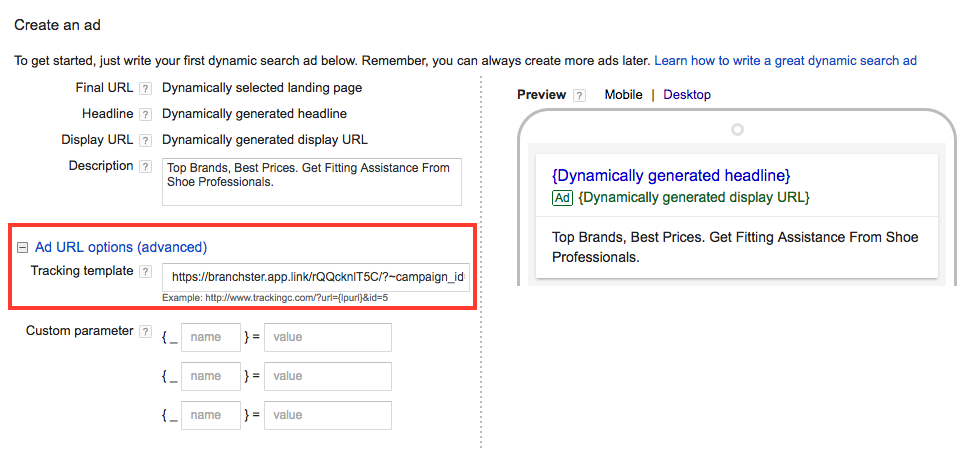 Create an ad
To get started, just write your first dynamic search ad below. Remember, you can always create more ads later. Learn how to write a great dynamic search ad
Final URL ? Dynamically selected landing page
Headline ? Dynamically generated headline
Display URL ? Dynamically generated display URL
Description ? Top Brands, Best Prices. Get Fitting Assistance From
Shoe Professionals.
Ad URL options (advanced)
Tracking template ? https://branchster.app.link/rQQcknlT5C/?~campaign_id
Example: http://www.trackingc.com/?url={lpurl}&id=5
Custom parameter ? { _ name } = value
{ _ name } = value
{ _ name } = value
Preview ? Mobile | Desktop
{Dynamically generated headline}
Ad {Dynamically generated display URL}
Top Brands, Best Prices. Get Fitting Assistance From Shoe
Professionals.